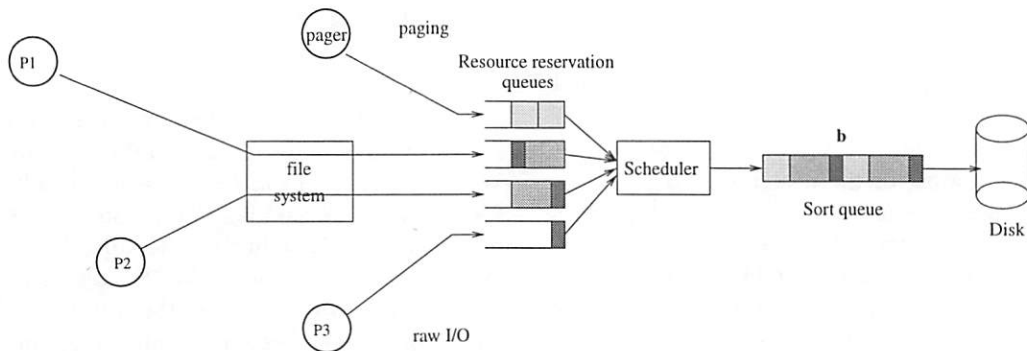 pager
paging
P1
Resource reservation
queues
file
system
Scheduler
b
Sort queue
Disk
P2
P3
raw I/O